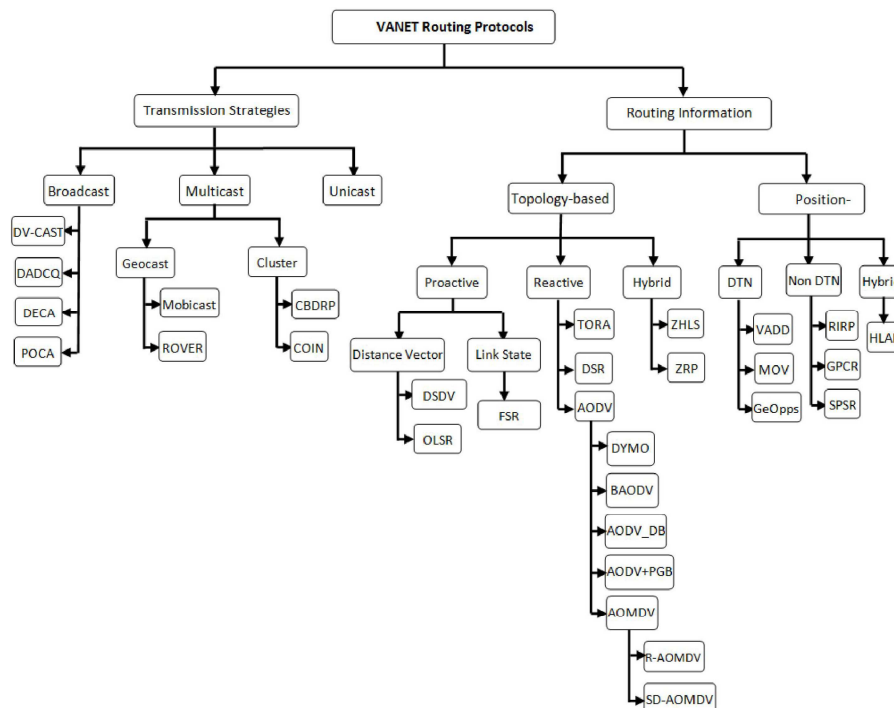 VANET Routing Protocols
Transmission Strategies
Routing Information
Broadcast
Multicast
Unicast
Topology-based
Position-
DV-CAST
DADCQ
DECA
POCA
Geocast
Cluster
Mobicast
ROVER
CBDRP
COIN
Proactive
Reactive
Hybrid
DTN
Non DTN
Hybri
Distance Vector
Link State
DSDV
OLSR
FSR
TORA
DSR
AODV
ZHLS
ZRP
VADD
MOV
GeOpps
RIRP
GPCR
SPSR
HLA
DYMO
BAODV
AODV_DB
AODV+PGB
AOMDV
R-AOMDV
SD-AOMDV